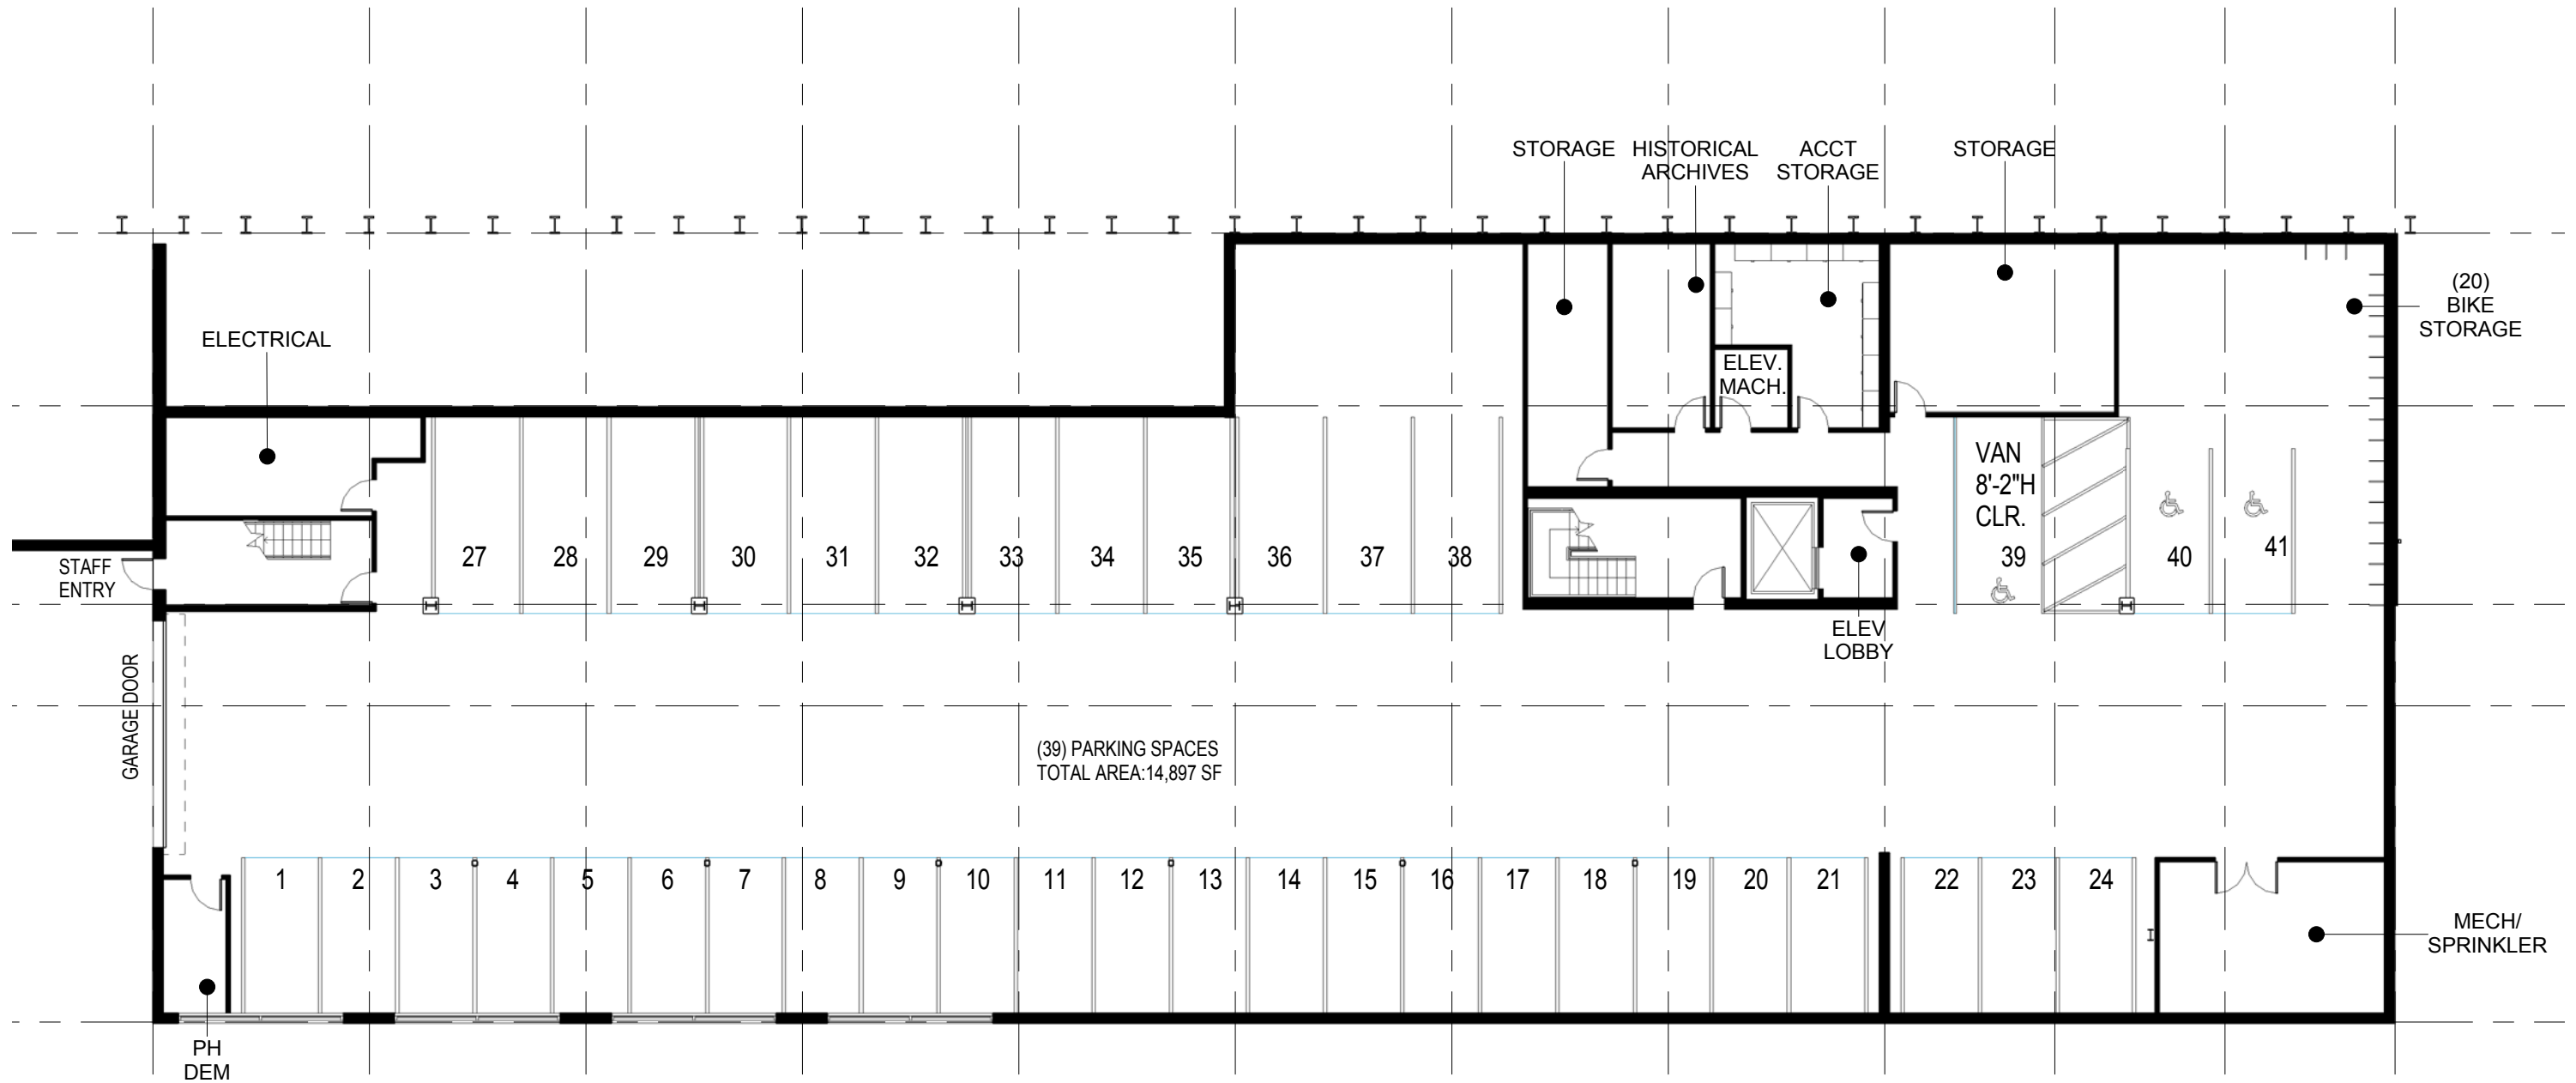 STORAGE
HISTORICAL
ARCHIVES
ACCT
STORAGE
STORAGE
(20)
BIKE
STORAGE
ELECTRICAL
ELEV.
MACH.
VAN
8'-2"H
CLR.
STAFF
ENTRY
27
28
29
30
31
32
33
34
35
36
37
38
39
40
41
ELEV
LOBBY
GARAGE DOOR
(39) PARKING SPACES
TOTAL AREA:14,897 SF
1
2
3
4
5
6
7
8
9
10
11
12
13
14
15
16
17
18
19
20
21
22
23
24
MECH/
SPRINKLER
PH
DEM